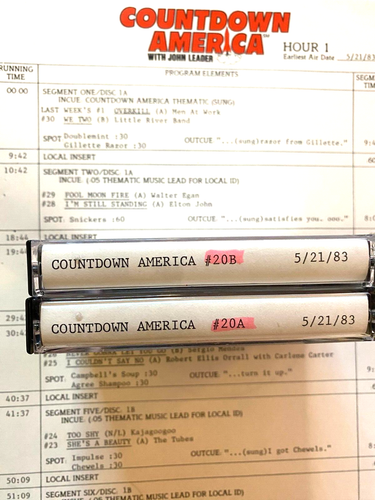 COUNTDOWN
AMERICA™
WITH JOHN LEADER
HOUR 1
Earliest Air Date 5/21/83
RUNNING
TIME
PROGRAM ELEMENTS
00 00
SEGMENT ONE/DISC 1A
INCUE: COUNTDOWN AMERICA THEMATIC (SUNG)
LAST WEEK'S #1 OVERKILL (A) Men At Work
#30 WE TWO (B) Little River Band
SPOT: Doublemint :30
Gillette Razor :30
OUTCUE "...(sung)razor from Gillette."
9:42 LOCAL INSERT
10:42 SEGMENT TWO/DISC 1A
INCUE: (:05 THEMATIC MUSIC LEAD FOR LOCAL ID)
#29 FOOL MOON FIRE (A) Walter Egan
#28 I'M STILL STANDING (A) Elton John
SPOT: Snickers :60
OUTCUE: "...(sung)satisfies you. ooo."
18:44 LOCAL INSERT
COUNTDOWN AMERICA #20B 5/21/83
COUNTDOWN AMERICA #20A 5/21/83
#25 I COULDN'T SAY NO (A) Robert Ellis Orrall with Carlene Carter
SPOT: Campbell's Soup :30
Agree Shampoo :30
OUTCUE: "...turn it up."
40:37 LOCAL INSERT
41:37 SEGMENT FIVE/DISC 1B
INCUE: (:05 THEMATIC MUSIC LEAD FOR LOCAL ID)
#24 TOO SHY (N/L) Kajagoogoo
#23 SHE'S A BEAUTY (A) The Tubes
SPOT: Impulse :30
Chewels :30
OUTCUE: "...(sung)I got Chewels."
50:09 LOCAL INSERT
51:09 SEGMENT SIX/DISC 1B